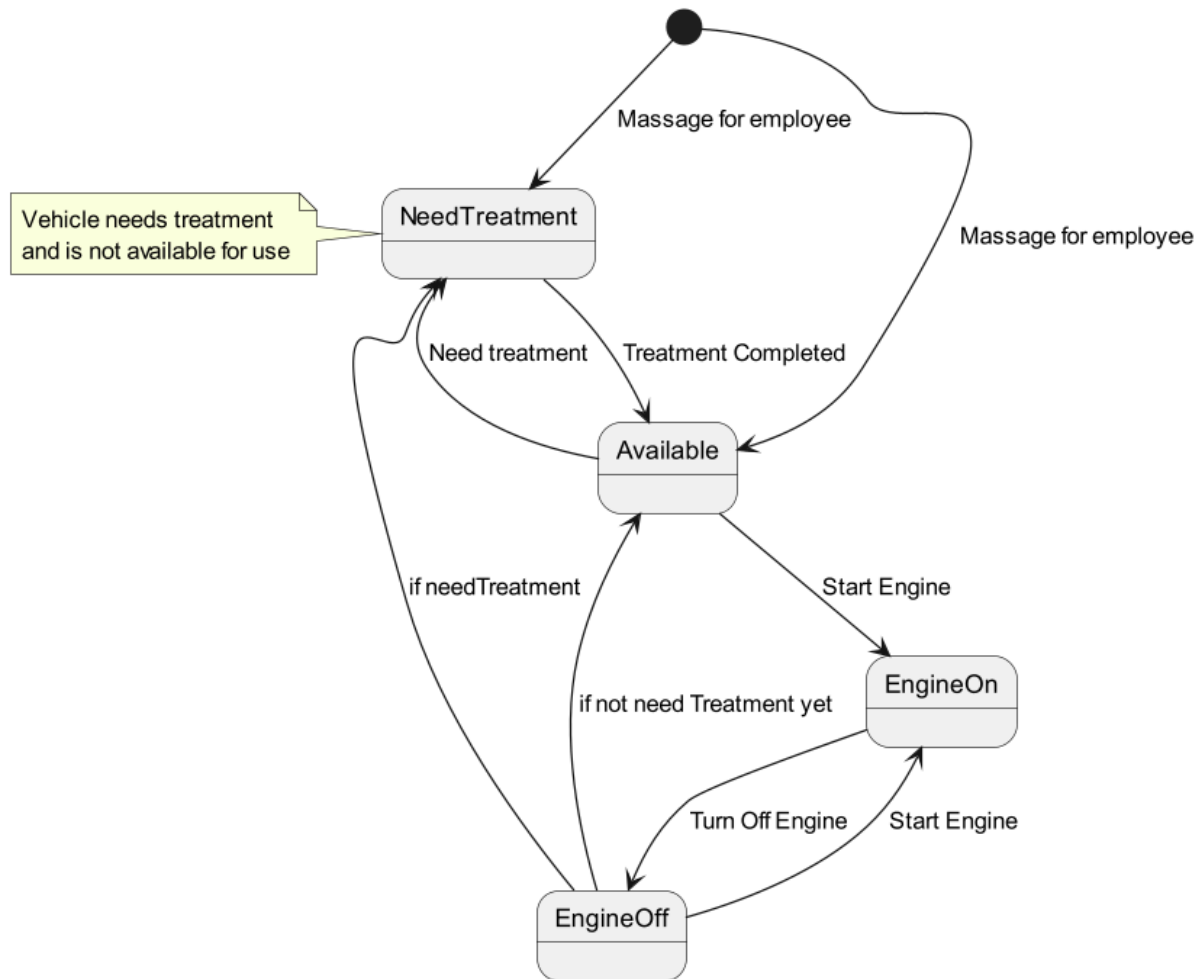 Massage for employee
Vehicle needs treatment
and is not available for use
NeedTreatment
Massage for employee
Need treatment
Treatment Completed
Available
if needTreatment
Start Engine
EngineOn
if not need Treatment yet
Turn Off Engine
Start Engine
EngineOff